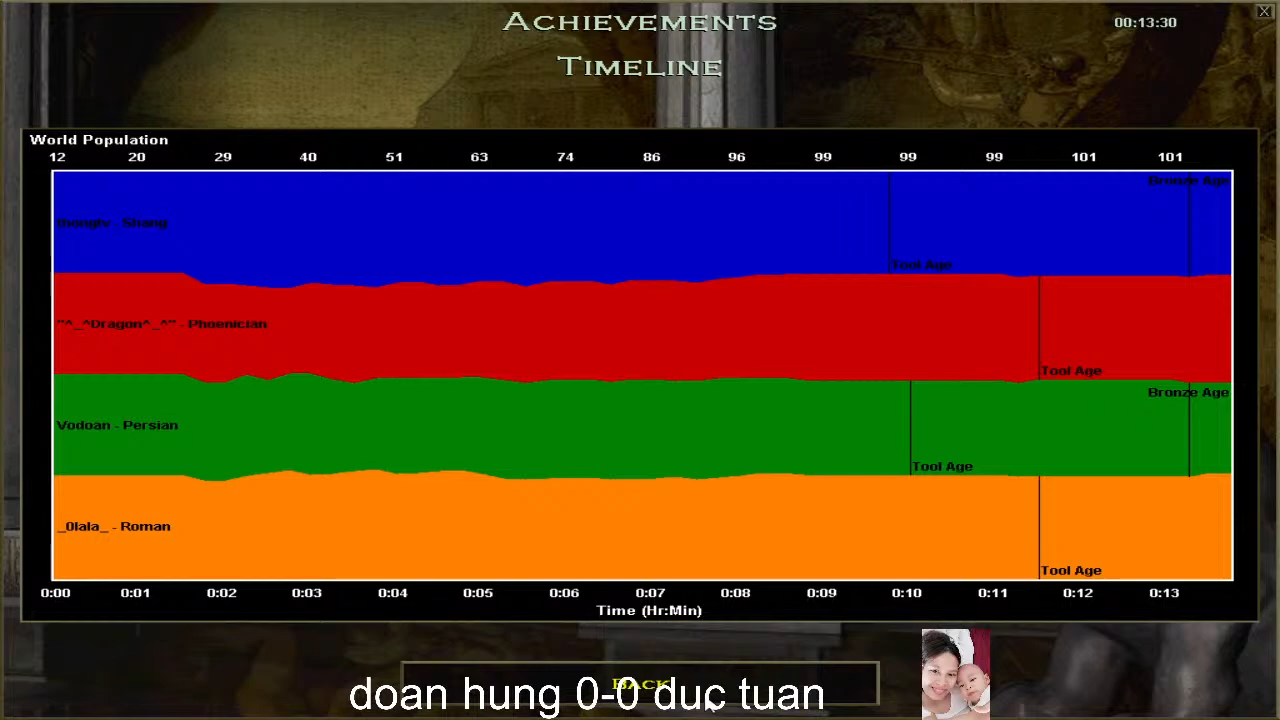 ACHIEVEMENTS
00:13:30
TIMELINE
World Population
12 20 29 40 51 63 74 86 96 99 99 99 101 101
Bronze Age
thongtv - Shang
Tool Age
"^_^Dragon^_^" - Phoenician
Tool Age
Bronze Age
Vodoan - Persian
Tool Age
_0lala_ - Roman
Tool Age
0:00 0:01 0:02 0:03 0:04 0:05 0:06 0:07 0:08 0:09 0:10 0:11 0:12 0:13
Time (Hr:Min)
BACK
doan hung 0-0 duc tuan